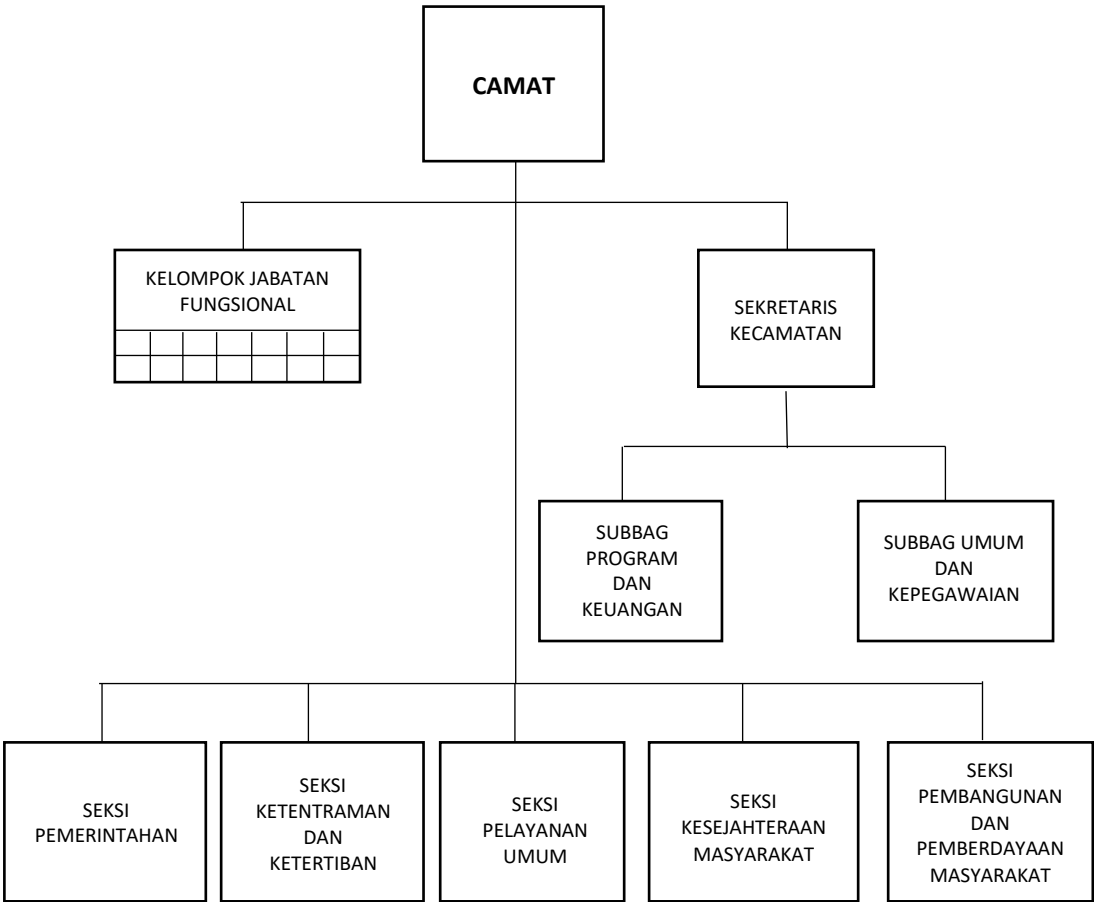 CAMAT
KELOMPOK JABATAN
FUNGSIONAL
SEKRETARIS
KECAMATAN
SUBBAG
PROGRAM
DAN
KEUANGAN
SUBBAG UMUM
DAN
KEPEGAWAIAN
SEKSI
PEMERINTAHAN
SEKSI
KETENTRAMAN
DAN
KETERTIBAN
SEKSI
PELAYANAN
UMUM
SEKSI
KESEJAHTERAAN
MASYARAKAT
SEKSI
PEMBANGUNAN
DAN
PEMBERDAYAAN
MASYARAKAT